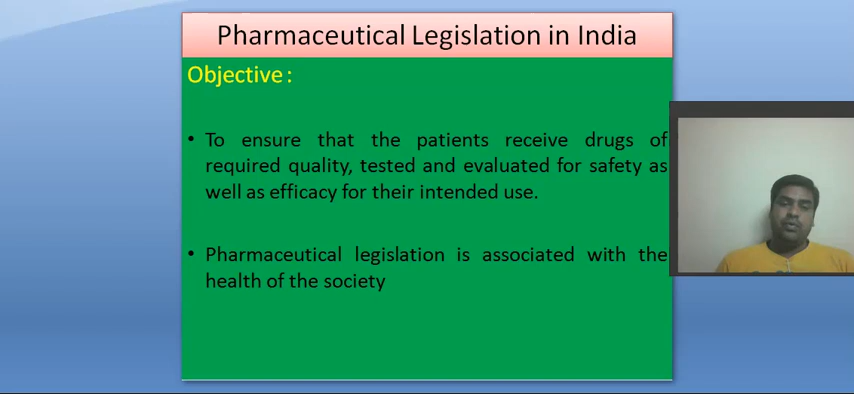 Pharmaceutical Legislation in India
Objective :
• To ensure that the patients receive drugs of
required quality, tested and evaluated for safety as
well as efficacy for their intended use.
• Pharmaceutical legislation is associated with the
health of the society